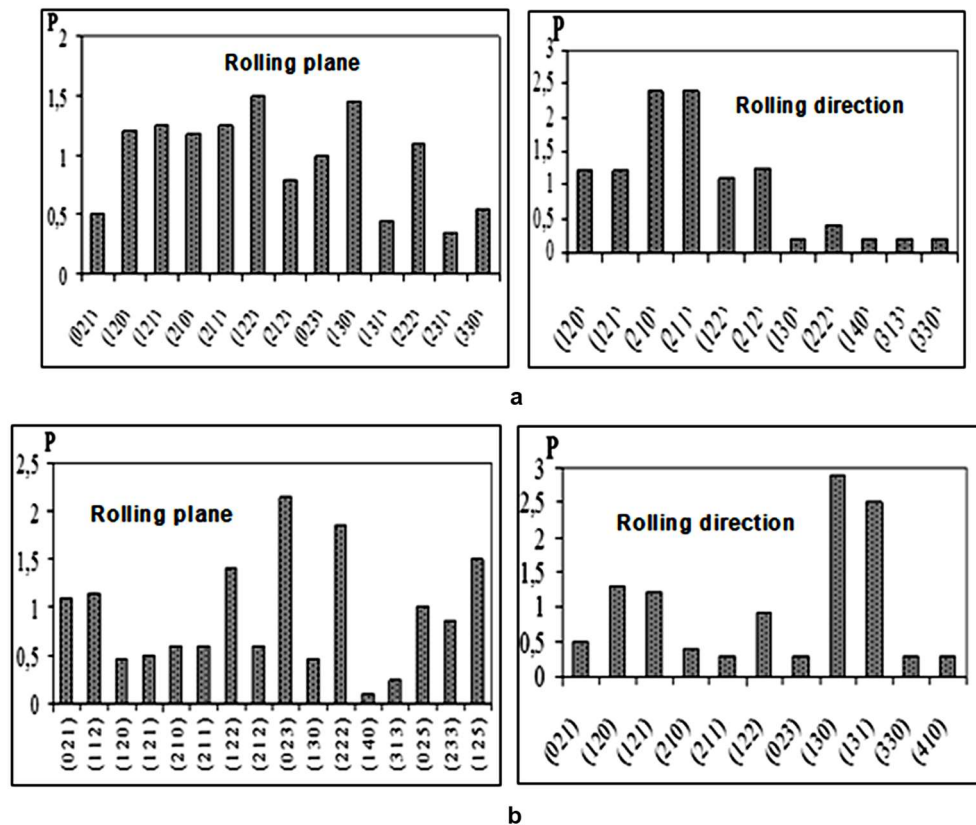 P
2
1,5
1
0,5
0
Rolling plane
(021) (120) (121) (210) (211) (122) (212) (023) (130) (131) (222) (231) (330)
P
3
2,5
2
1,5
1
0,5
0
Rolling direction
(120) (121) (210) (211) (122) (212) (130) (222) (140) (313) (330)
a
P
2,5
2
1,5
1
0,5
0
Rolling plane
(021) (112) (120) (121) (210) (211) (122) (212) (023) (130) (222) (140) (313) (025) (233) (125)
P
3
2,5
2
1,5
1
0,5
0
Rolling direction
(021) (120) (121) (210) (211) (122) (023) (130) (131) (330) (410)
b